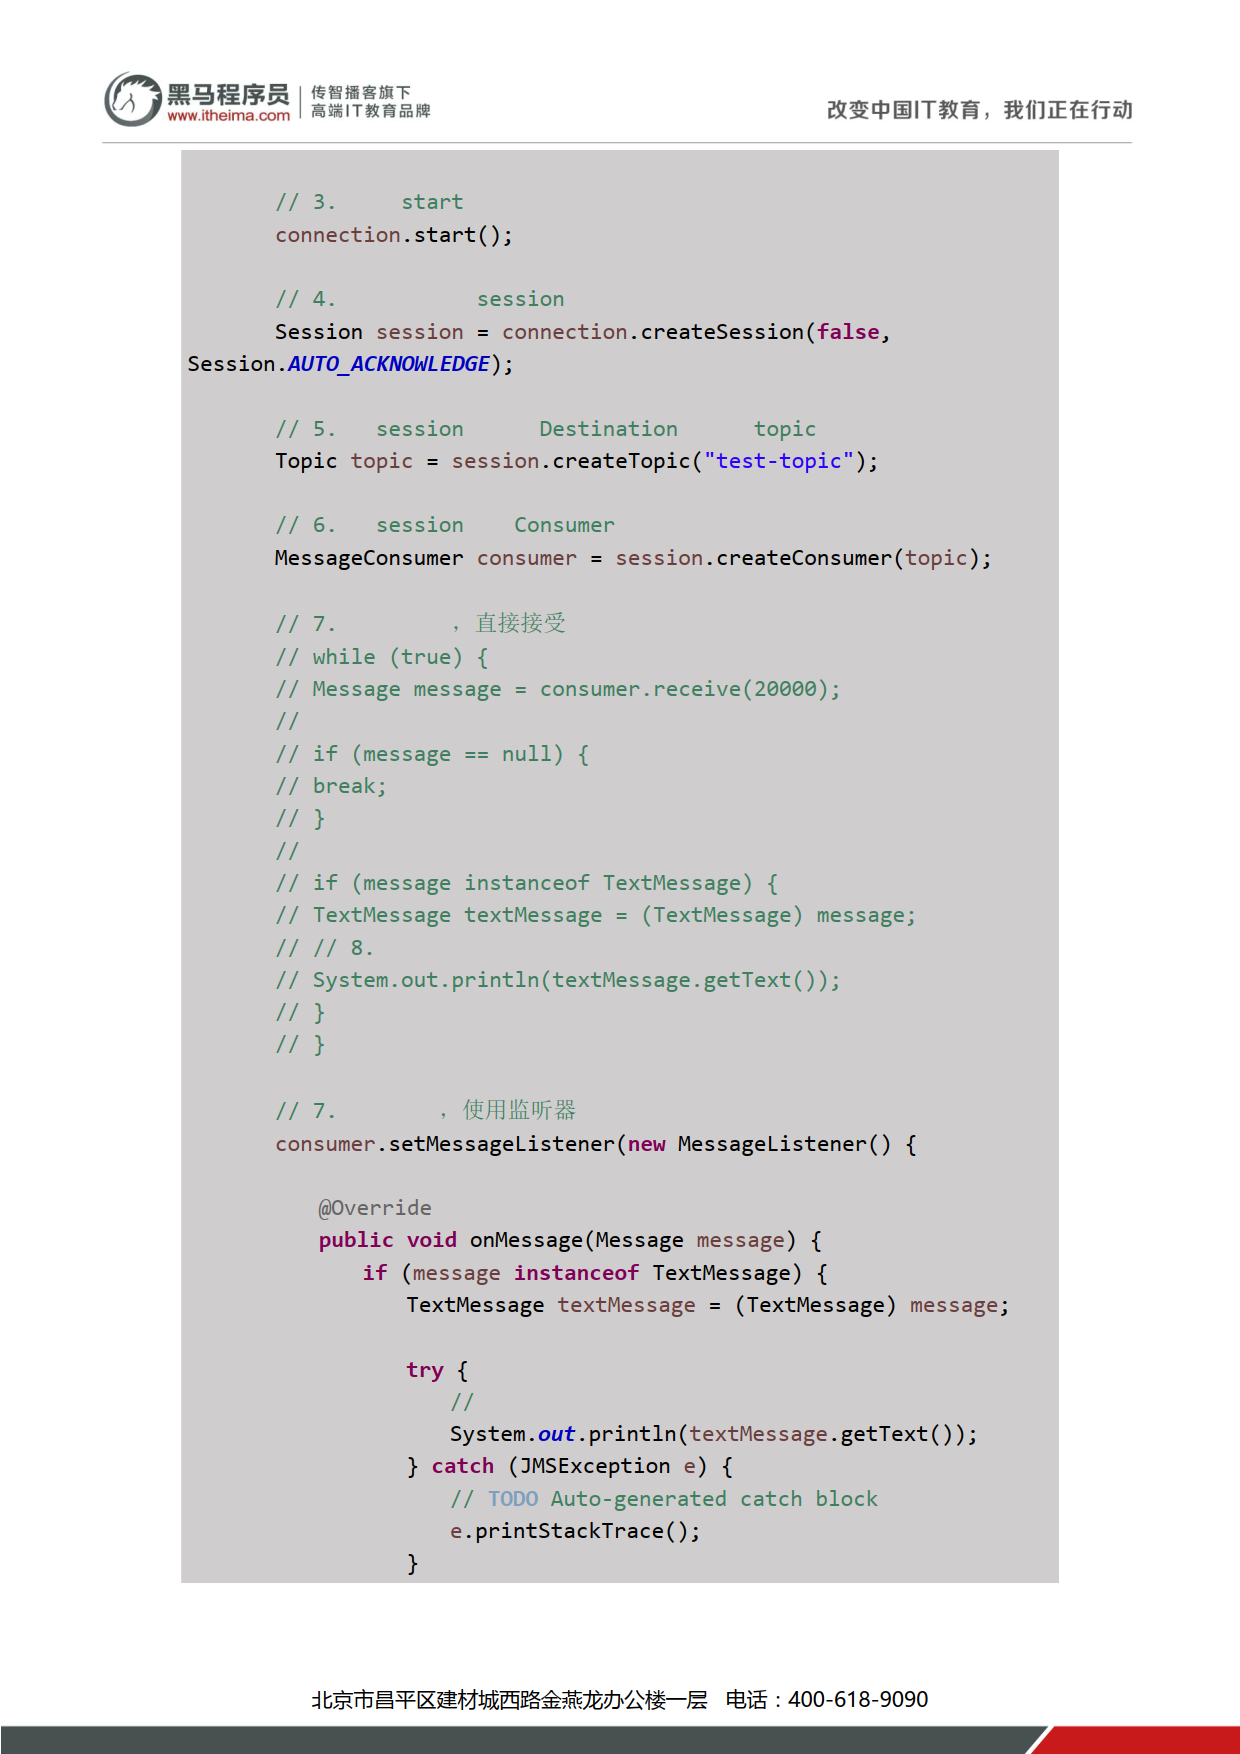 黑马程序员
www.itheima.com
传智播客旗下
高端IT教育品牌
改变中国IT教育，我们正在行动
// 3. start
connection.start();
// 4. session
Session session = connection.createSession(false,
Session.AUTO_ACKNOWLEDGE);
// 5. session Destination topic
Topic topic = session.createTopic("test-topic");
// 6. session Consumer
MessageConsumer consumer = session.createConsumer(topic);
// 7. ，直接接受
// while (true) {
// Message message = consumer.receive(20000);
//
// if (message == null) {
// break;
// }
//
// if (message instanceof TextMessage) {
// TextMessage textMessage = (TextMessage) message;
// // 8.
// System.out.println(textMessage.getText());
// }
// }
// 7. ，使用监听器
consumer.setMessageListener(new MessageListener() {
@Override
public void onMessage(Message message) {
if (message instanceof TextMessage) {
TextMessage textMessage = (TextMessage) message;
try {
//
System.out.println(textMessage.getText());
} catch (JMSException e) {
// TODO Auto-generated catch block
e.printStackTrace();
}
北京市昌平区建材城西路金燕龙办公楼一层 电话：400-618-9090